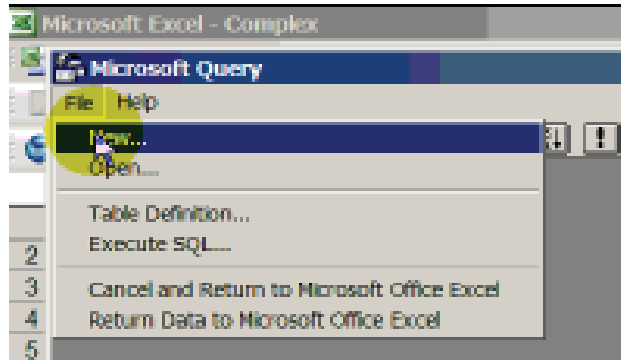 Microsoft Excel - Complex
Microsoft Query
File Help
New...
Open...
Table Definition...
Execute SQL...
2
3
Cancel and Return to Microsoft Office Excel
4
Return Data to Microsoft Office Excel
5